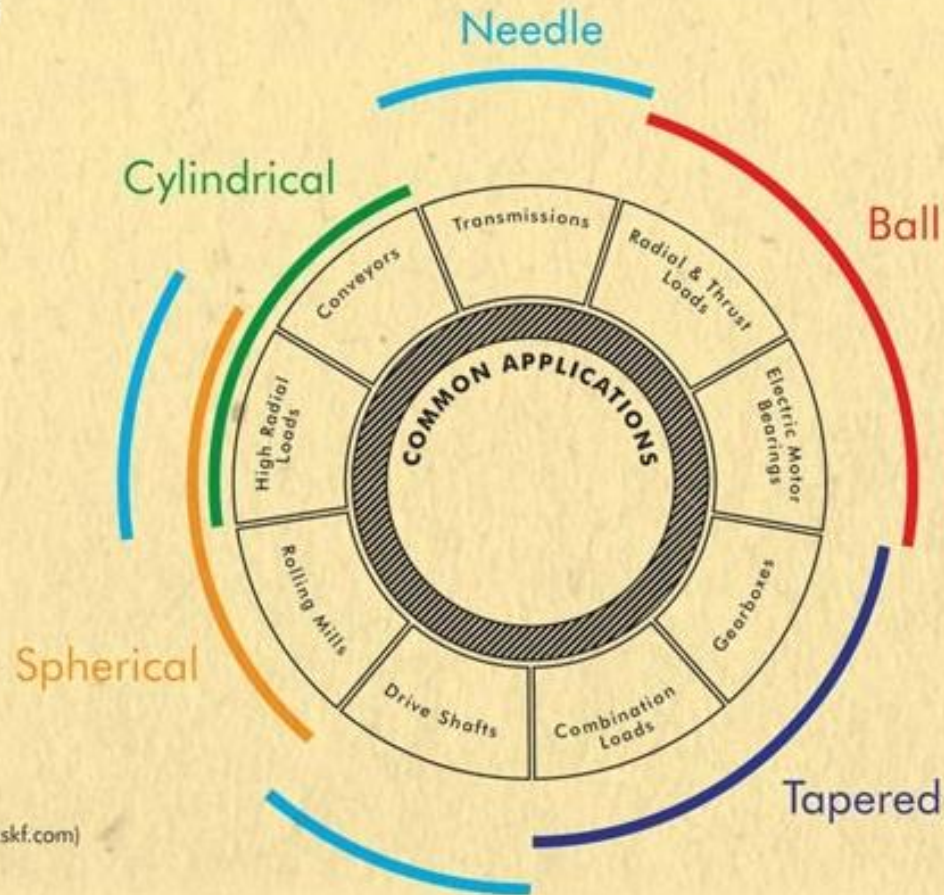 Needle
Cylindrical
Ball
Transmissions
Conveyors
Radial & Thrust
Loads
High Radial
Loads
Electric Motor
Bearings
COMMON APPLICATIONS
Rolling Mills
Gearboxes
Drive Shafts
Combination
Loads
Spherical
Tapered
skf.com)